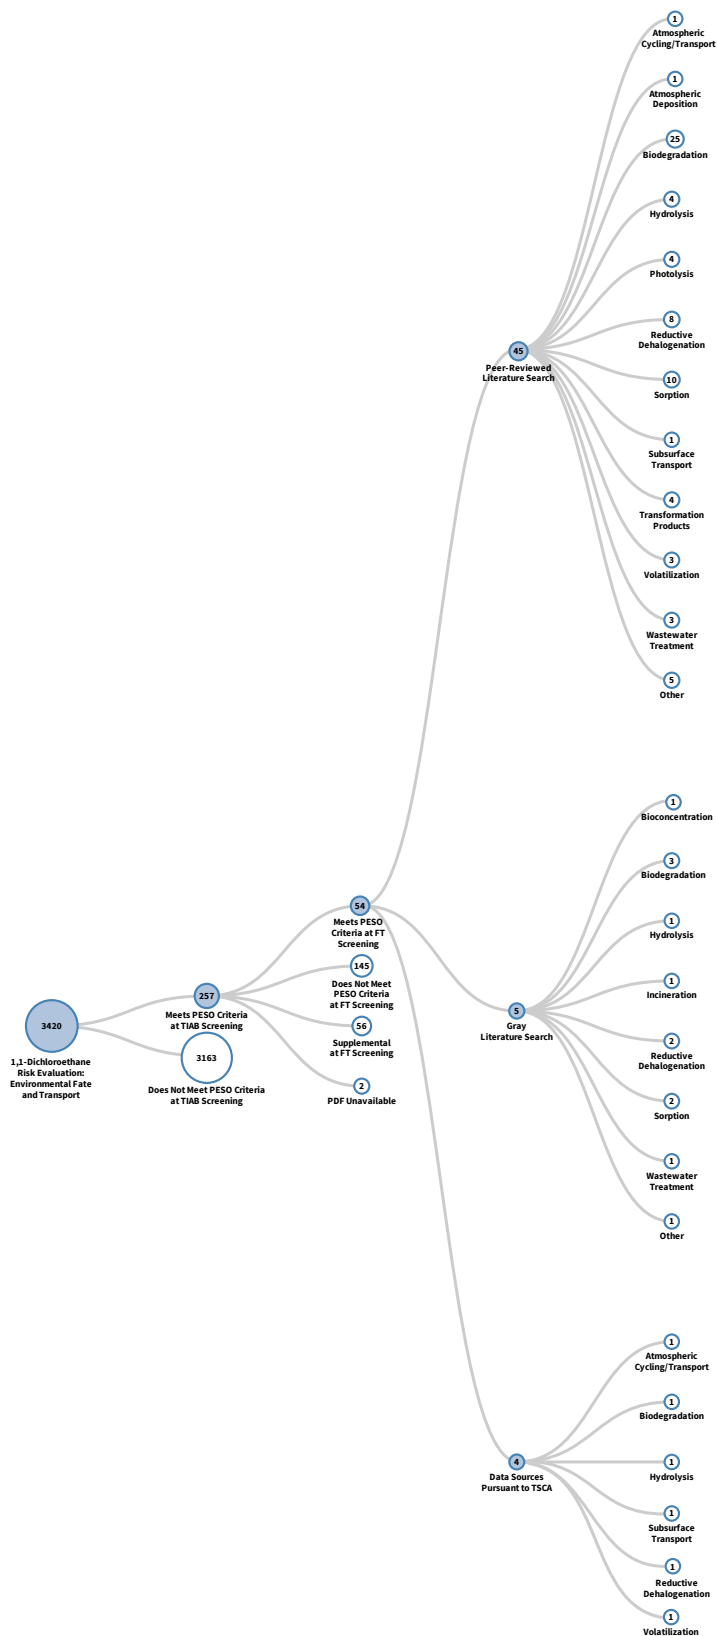 1
Atmospheric
Cycling/Transport
1
Atmospheric
Deposition
25
Biodegradation
4
Hydrolysis
4
Photolysis
8
Reductive
Dehalogenation
10
Sorption
1
Subsurface
Transport
4
Transformation
Products
3
Volatilization
3
Wastewater
Treatment
5
Other
45
Peer-Reviewed
Literature Search
1
Bioconcentration
3
Biodegradation
1
Hydrolysis
1
Incineration
2
Reductive
Dehalogenation
2
Sorption
1
Wastewater
Treatment
1
Other
5
Gray
Literature Search
54
Meets PESO
Criteria at FT
Screening
145
Does Not Meet
PESO Criteria
at FT Screening
56
Supplemental
at FT Screening
2
PDF Unavailable
257
Meets PESO Criteria
at TIAB Screening
3163
Does Not Meet PESO Criteria
at TIAB Screening
3420
1,1-Dichloroethane
Risk Evaluation:
Environmental Fate
and Transport
1
Atmospheric
Cycling/Transport
1
Biodegradation
1
Hydrolysis
1
Subsurface
Transport
1
Reductive
Dehalogenation
1
Volatilization
4
Data Sources
Pursuant to TSCA